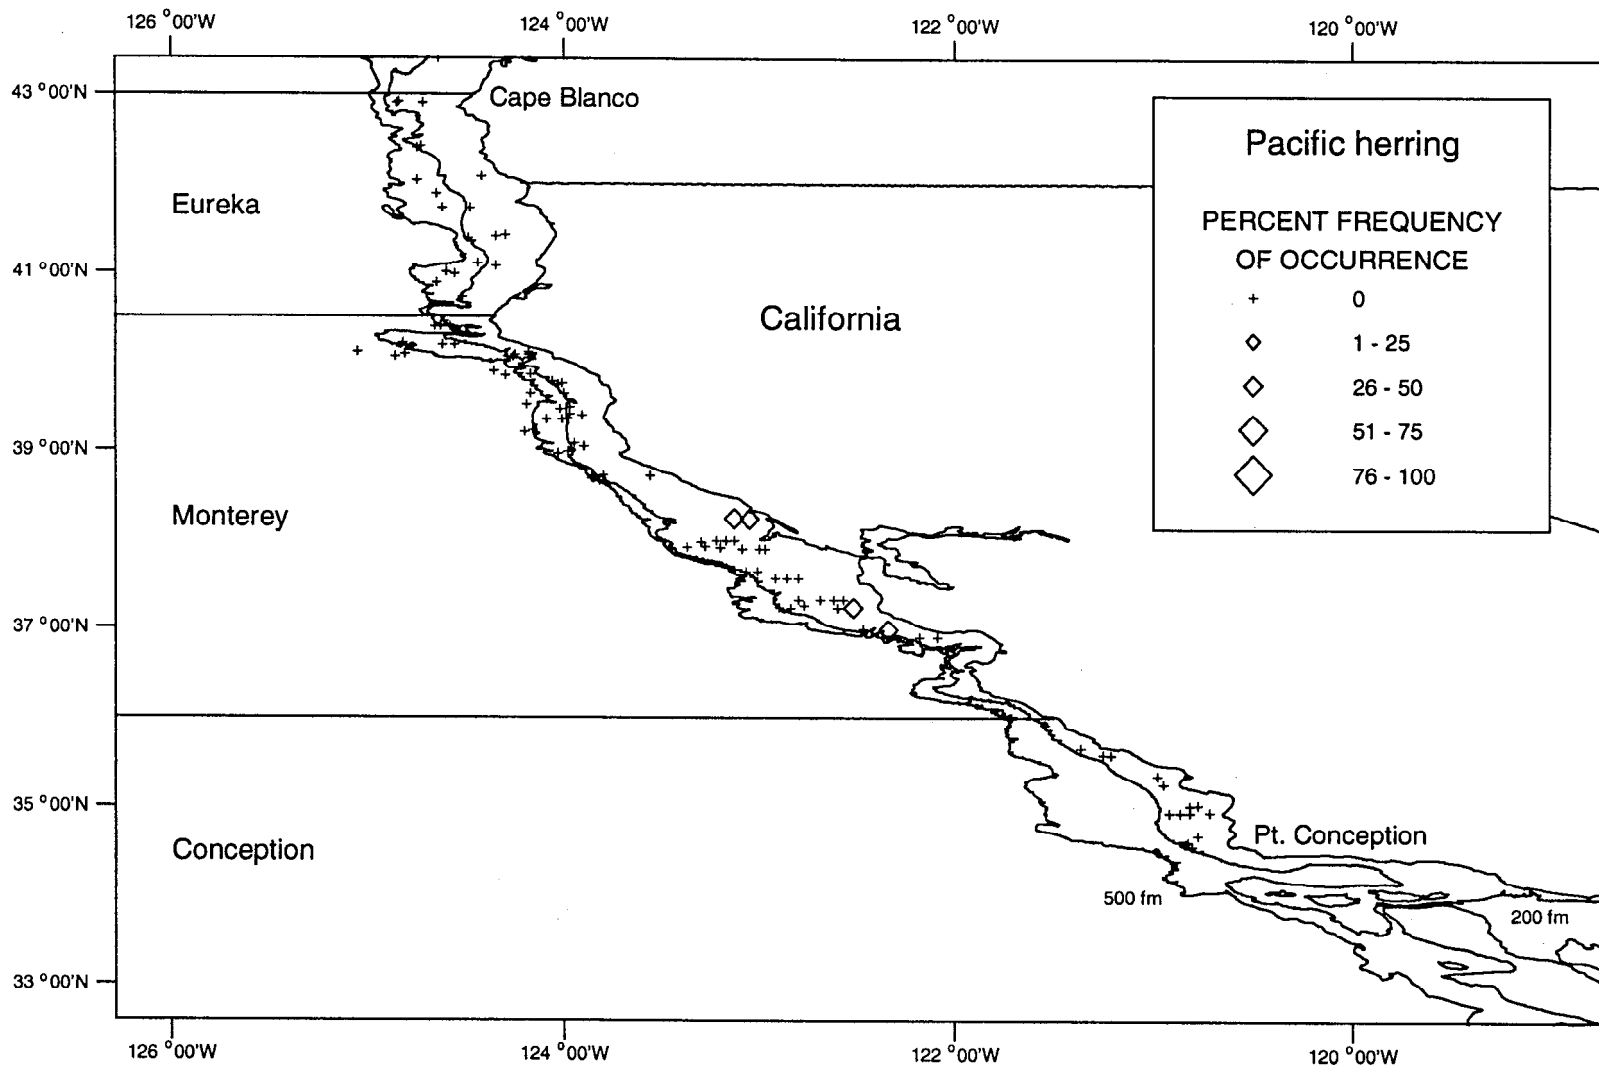 126 °00'W
124 °00'W
122 °00'W
120 °00'W
43 °00'N
Cape Blanco
Pacific herring
Eureka
PERCENT FREQUENCY
OF OCCURRENCE
41 °00'N
+ 0
1 - 25
California
26 - 50
51 - 75
39 °00'N
76 - 100
Monterey
37 °00'N
35 °00'N
Pt. Conception
Conception
500 fm
200 fm
33 °00'N
126 °00'W
124 °00'W
122 °00'W
120 °00'W